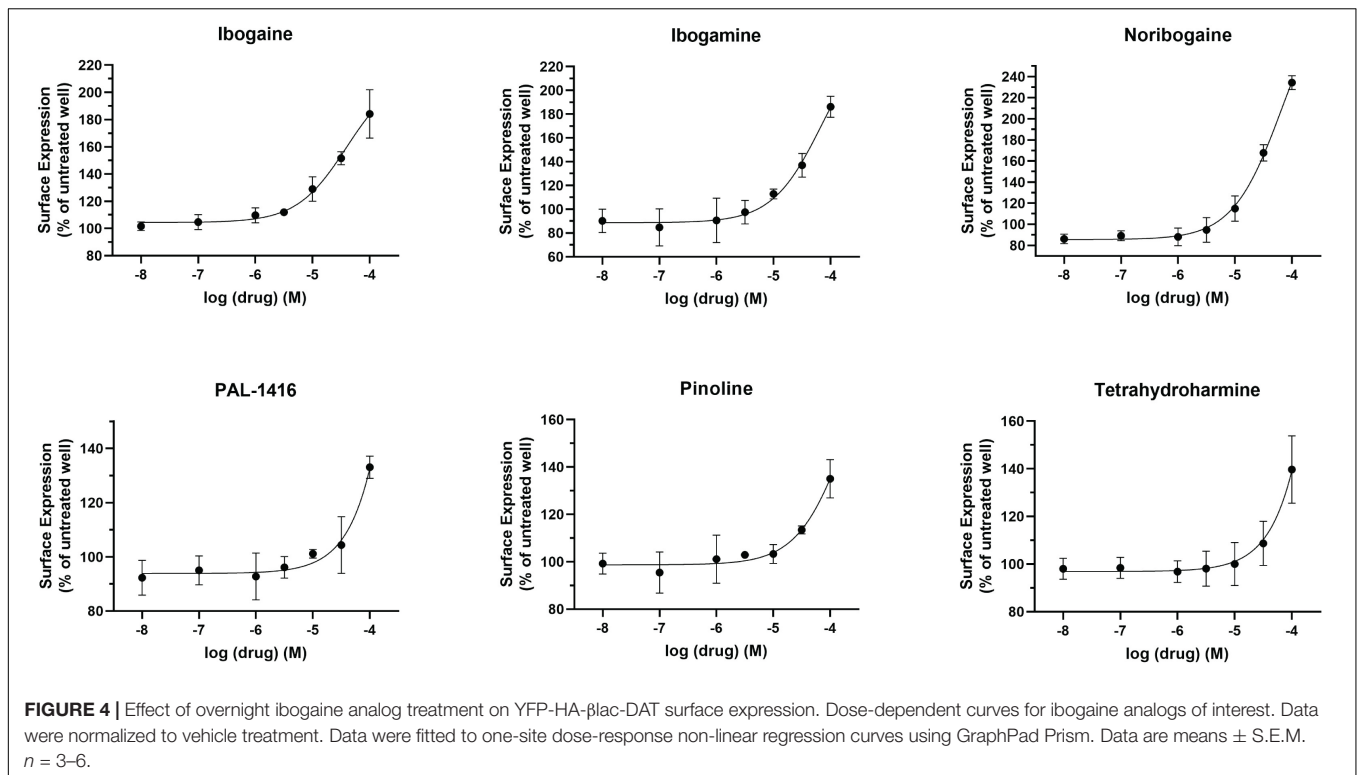 Ibogaine
Surface Expression
(% of untreated well)
220
200
180
160
140
120
100
80
-8
-7
-6
-5
-4
log (drug) (M)
Ibogamine
Surface Expression
(% of untreated well)
220
200
180
160
140
120
100
80
60
-8
-7
-6
-5
-4
log (drug) (M)
Noribogaine
Surface Expression
(% of untreated well)
240
220
200
180
160
140
120
100
80
-8
-7
-6
-5
-4
log (drug) (M)
PAL-1416
Surface Expression
(% of untreated well)
140
120
100
80
-8
-7
-6
-5
-4
log (drug) (M)
Pinoline
Surface Expression
(% of untreated well)
160
140
120
100
80
-8
-7
-6
-5
-4
log (drug) (M)
Tetrahydroharmine
Surface Expression
(% of untreated well)
160
140
120
100
80
-8
-7
-6
-5
-4
log (drug) (M)
FIGURE 4 | Effect of overnight ibogaine analog treatment on YFP-HA-βlac-DAT surface expression. Dose-dependent curves for ibogaine analogs of interest. Data
were normalized to vehicle treatment. Data were fitted to one-site dose-response non-linear regression curves using GraphPad Prism. Data are means ± S.E.M.
n = 3–6.